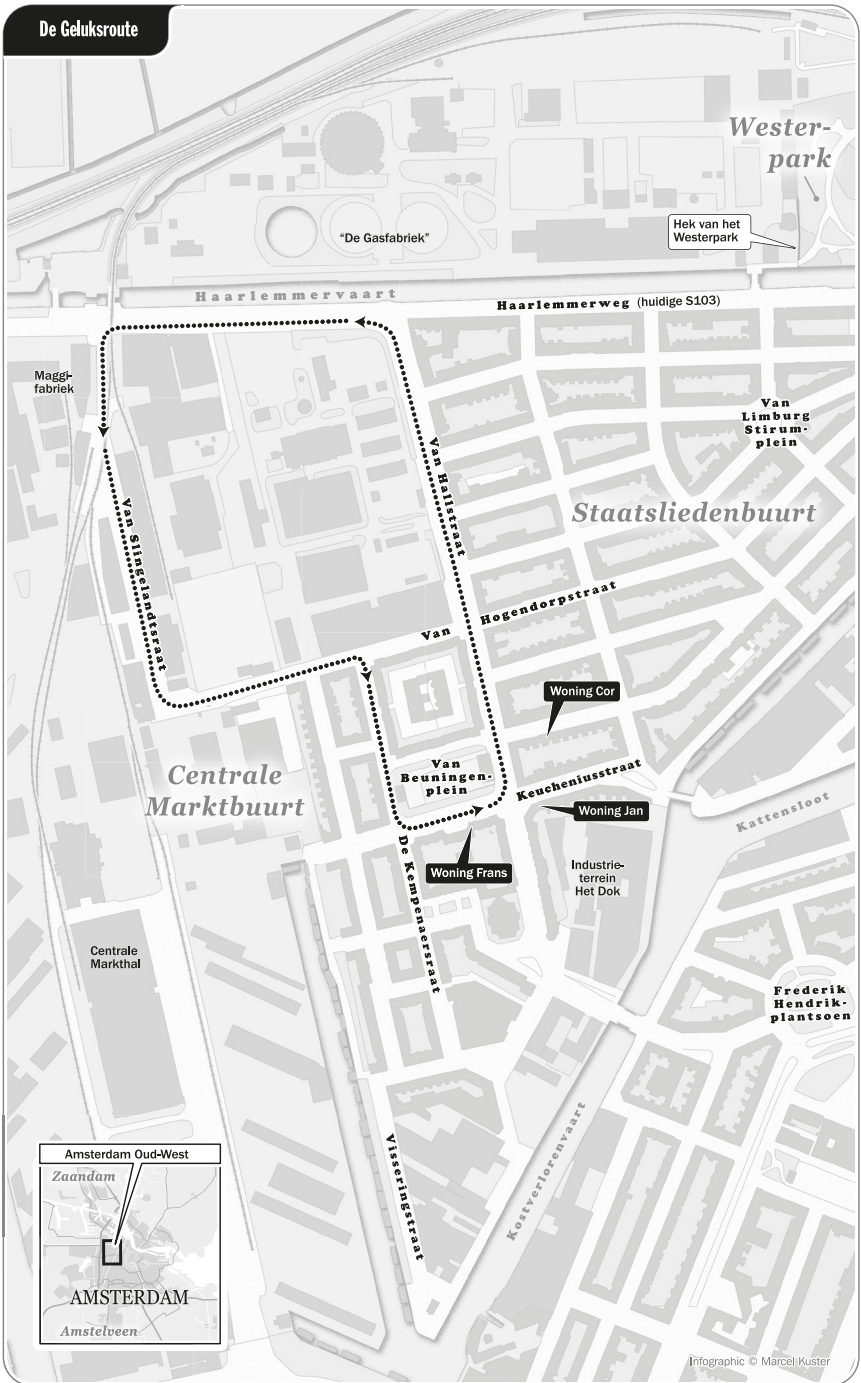 De Geluksroute
Wester-
park
Hek van het
Westerpark
"De Gasfabriek"
Haarlemmervaart
Haarlemmerweg (huidige S103)
Maggi-
fabriek
Van
Limburg
Stirum-
plein
Van Hallstraat
Staatsliedenbuurt
Van Slingelandtsraat
Van Hogendorpstraat
Woning Cor
Centrale
Marktbuurt
Van
Beuningen-
plein
Keucheniusstraat
Woning Jan
Kattensloot
Woning Frans
De Kempenaersraat
Industrie-
terrein
Het Dok
Centrale
Markthal
Frederik
Hendrik-
plantsoen
Kostverlorenvaart
Visseringstraat
Amsterdam Oud-West
Zaandam
AMSTERDAM
Amstelveen
Infographic © Marcel Kuster